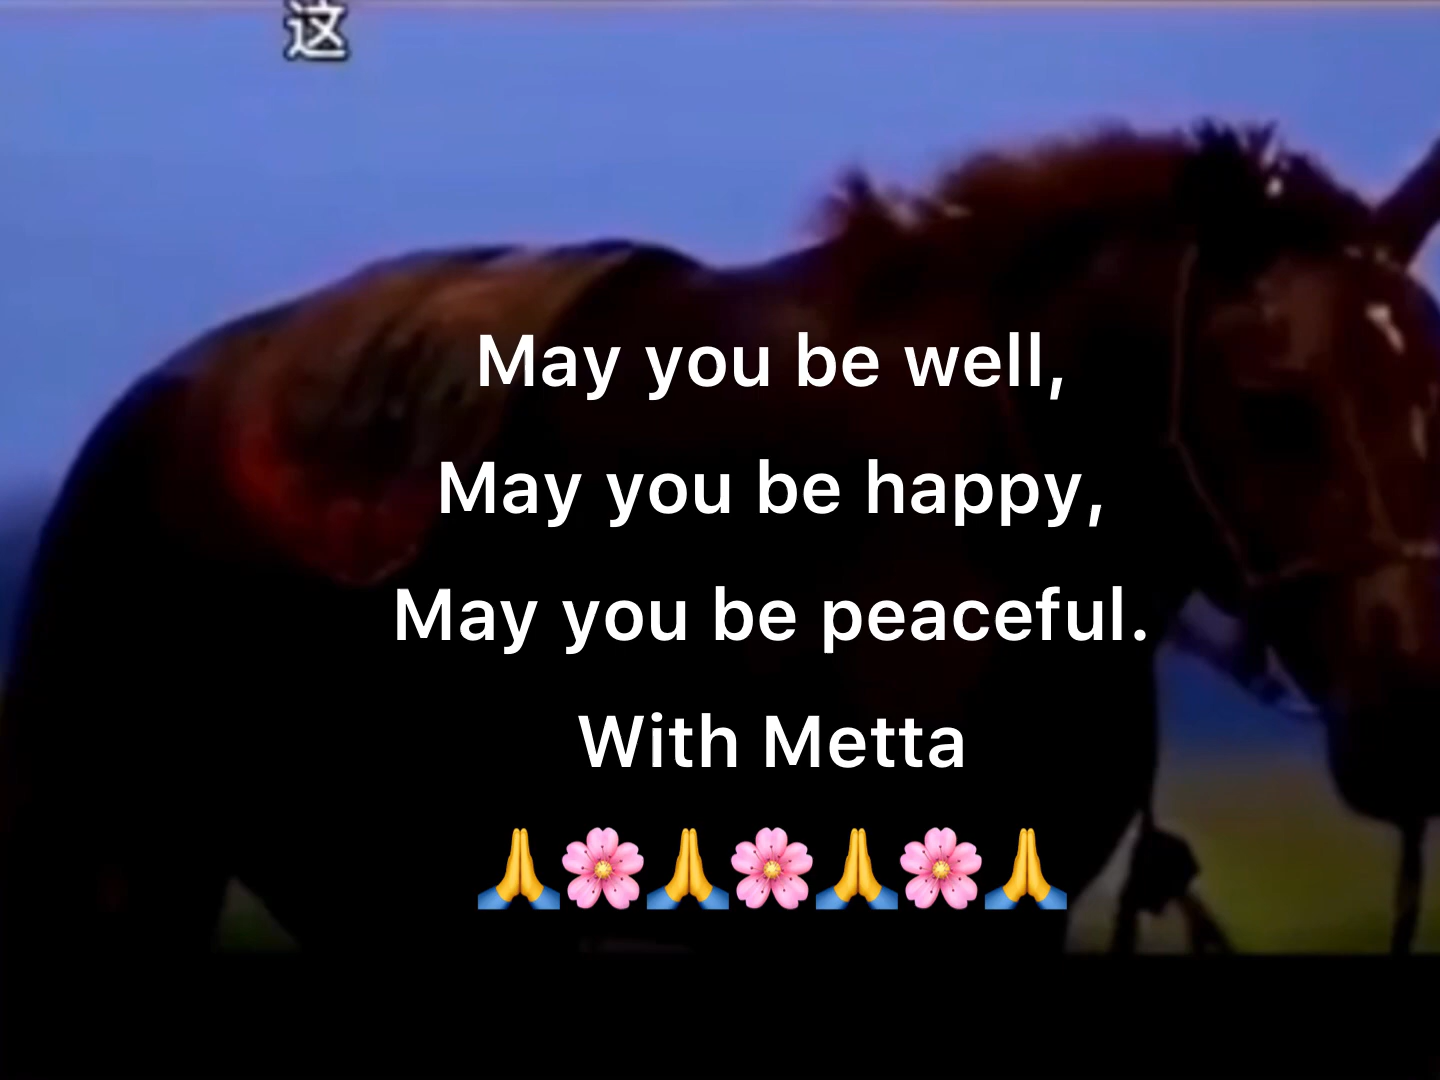 这
May you be well,
May you be happy,
May you be peaceful.
With Metta
🙏🌸🙏🌸🙏🌸🙏